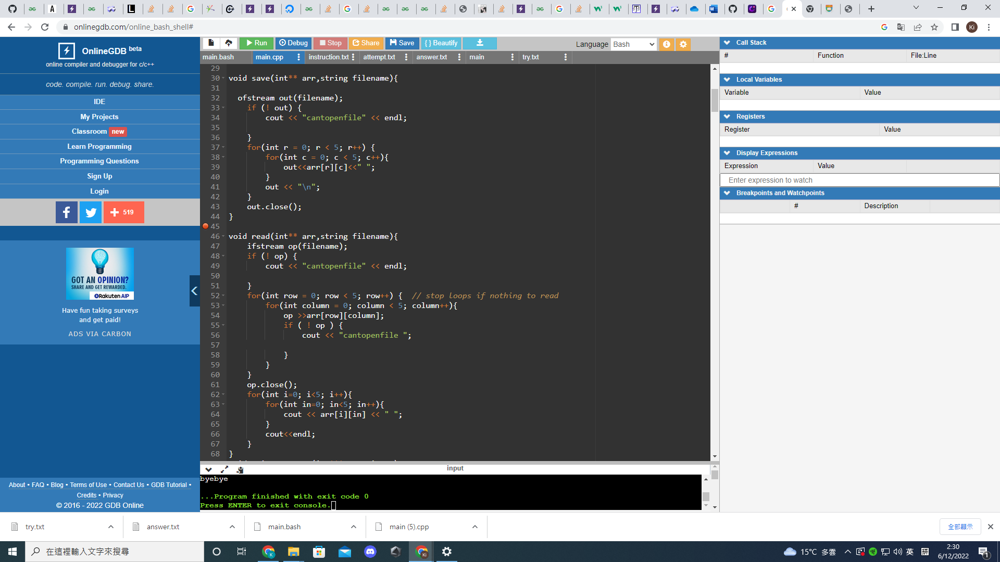 onlinegdb.com/online_bash_shell#
Ki
OnlineGDB beta
online compiler and debugger for c/c++
code. compile. run. debug. share.
IDE
My Projects
Classroom new
Learn Programming
Programming Questions
Sign Up
Login
519
GOT AN OPINION?
SHARE AND GET REWARDED.
Rakuten AIP
Have fun taking surveys
and get paid!
ADS VIA CARBON
About • FAQ • Blog • Terms of Use • Contact Us • GDB Tutorial •
Credits • Privacy
© 2016 - 2022 GDB Online
Run Debug Stop Share Save { } Beautify
Language Bash
main.bash main.cpp instruction.txt attempt.txt answer.txt main try.txt
29
30 void save(int** arr,string filename){
31
32 ofstream out(filename);
33 if (! out) {
34 cout << "cantopenfile" << endl;
35
36 }
37 for(int r = 0; r < 5; r++) {
38 for(int c = 0; c < 5; c++){
39 out<<arr[r][c]<<" ";
40 }
41 out << "\n";
42 }
43 out.close();
44 }
45
46 void read(int** arr,string filename){
47 ifstream op(filename);
48 if (! op) {
49 cout << "cantopenfile" << endl;
50
51 }
52 for(int row = 0; row < 5; row++) { // stop loops if nothing to read
53 for(int column = 0; column < 5; column++){
54 op >>arr[row][column];
55 if ( ! op ) {
56 cout << "cantopenfile ";
57
58 }
59 }
60 }
61 op.close();
62 for(int i=0; i<5; i++){
63 for(int in=0; in<5; in++){
64 cout << arr[i][in] << " ";
65 }
66 cout<<endl;
67 }
68 }
input
byebye
...Program finished with exit code 0
Press ENTER to exit console.
Call Stack
# Function File:Line
Local Variables
Variable Value
Registers
Register Value
Display Expressions
Expression Value
Enter expression to watch
Breakpoints and Watchpoints
# Description
try.txt answer.txt main.bash main (5).cpp 全部顯示
在這裡輸入文字來搜尋
15°C 多雲 英
2:30
6/12/2022
1